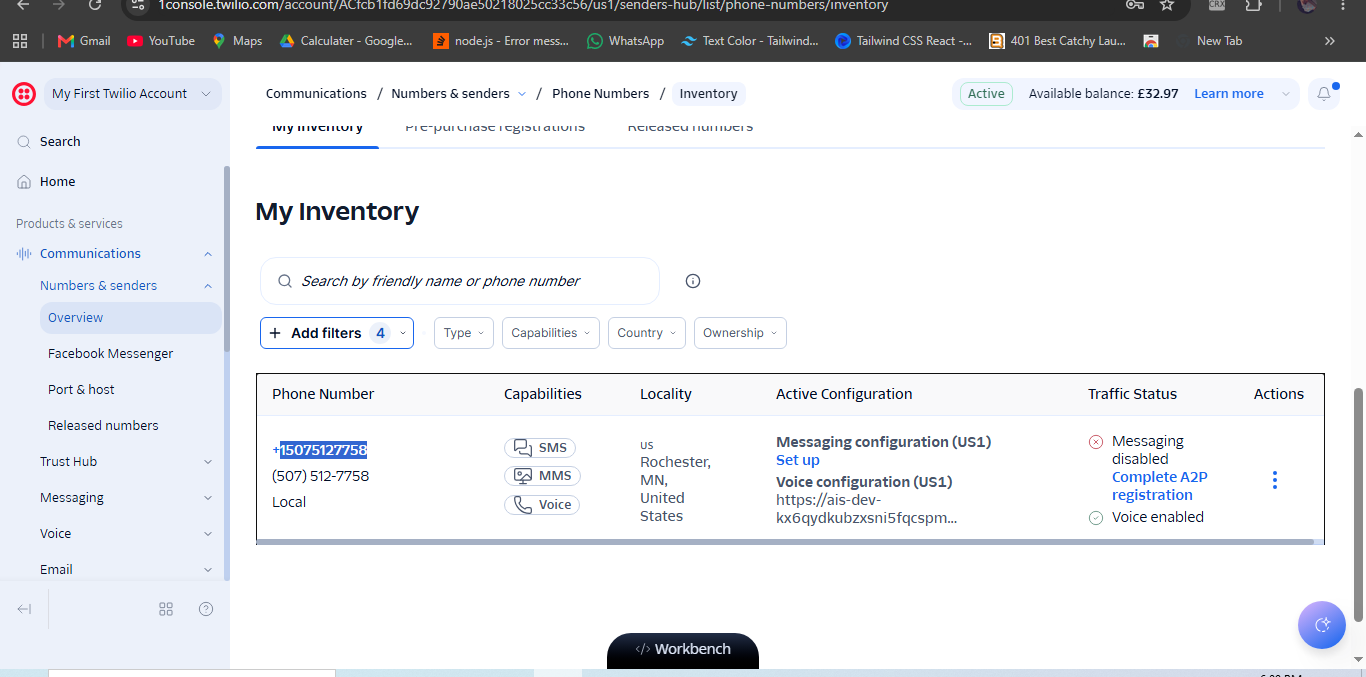 1console.twilio.com/account/ACfcb1fd69dc92790ae50218025cc33c56/us1/senders-hub/list/phone-numbers/inventory
CRX
Gmail
YouTube
Maps
Calculater - Google...
node.js - Error mess...
WhatsApp
Text Color - Tailwind...
Tailwind CSS React -...
401 Best Catchy Lau...
New Tab
My First Twilio Account
Communications / Numbers & senders / Phone Numbers / Inventory
Active
Available balance: £32.97
Learn more
My Inventory
Pre-purchase registrations
Released numbers
Search
Home
Products & services
Communications
Numbers & senders
Overview
Facebook Messenger
Port & host
Released numbers
Trust Hub
Messaging
Voice
Email
My Inventory
Search by friendly name or phone number
+ Add filters 4
Type
Capabilities
Country
Ownership
Phone Number
Capabilities
Locality
Active Configuration
Traffic Status
Actions
+15075127758
(507) 512-7758
Local
SMS
MMS
Voice
US
Rochester,
MN,
United
States
Messaging configuration (US1)
Set up
Voice configuration (US1)
https://ais-dev-
kx6qydkubzxsni5fqcspm...
Messaging
disabled
Complete A2P
registration
Voice enabled
</> Workbench